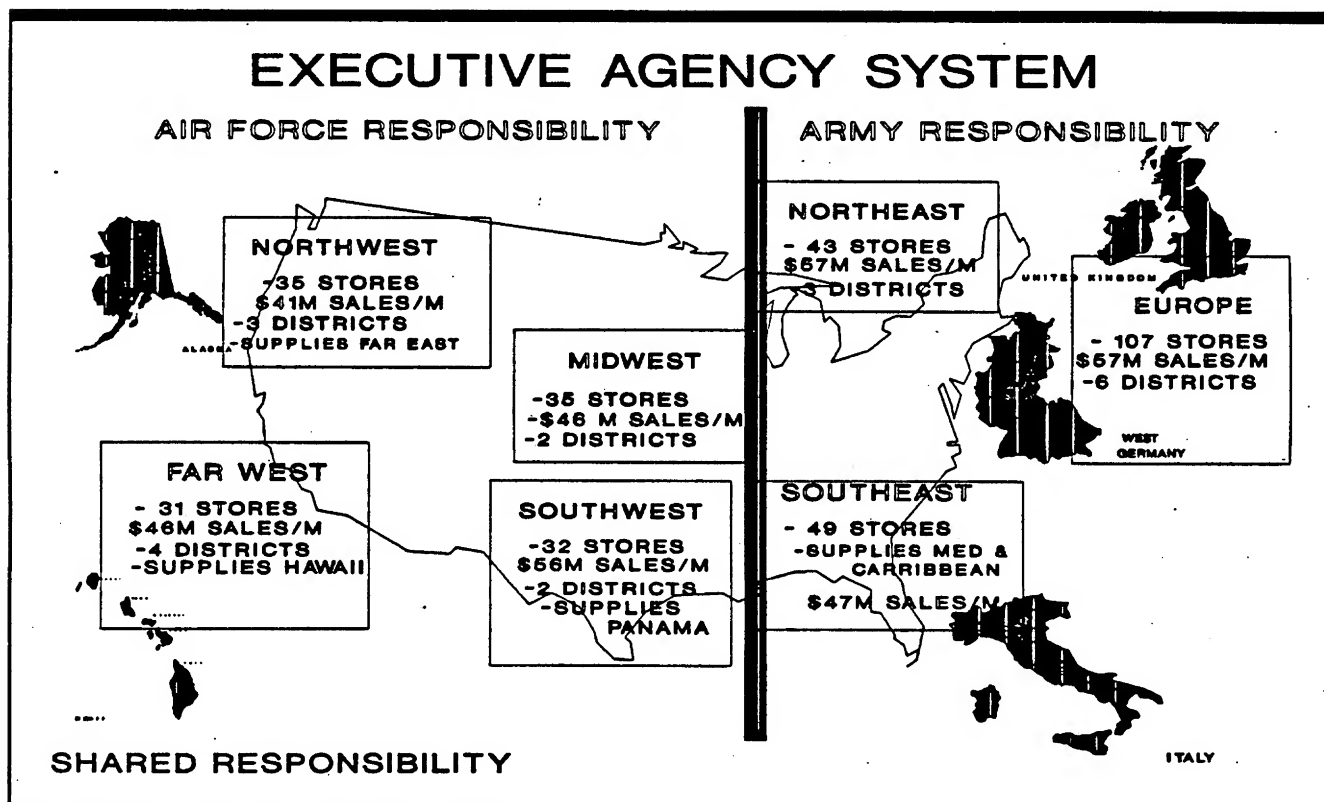 EXECUTIVE AGENCY SYSTEM
AIR FORCE RESPONSIBILITY
ARMY RESPONSIBILITY
NORTHWEST
-35 STORES
$41M SALES/M
-3 DISTRICTS
-SUPPLIES FAR EAST
ALASKA
MIDWEST
-35 STORES
-$46 M SALES/M
-2 DISTRICTS
FAR WEST
- 31 STORES
$46M SALES/M
-4 DISTRICTS
-SUPPLIES HAWAII
SOUTHWEST
-32 STORES
$56M SALES/M
-2 DISTRICTS
-SUPPLIES
PANAMA
NORTHEAST
- 43 STORES
$57M SALES/M
-3 DISTRICTS
UNITED KINGDOM
EUROPE
- 107 STORES
$57M SALES/M
-6 DISTRICTS
WEST
GERMANY
SOUTHEAST
- 49 STORES
-SUPPLIES MED &
CARRIBBEAN
$47M SALES/M
ITALY
SHARED RESPONSIBILITY